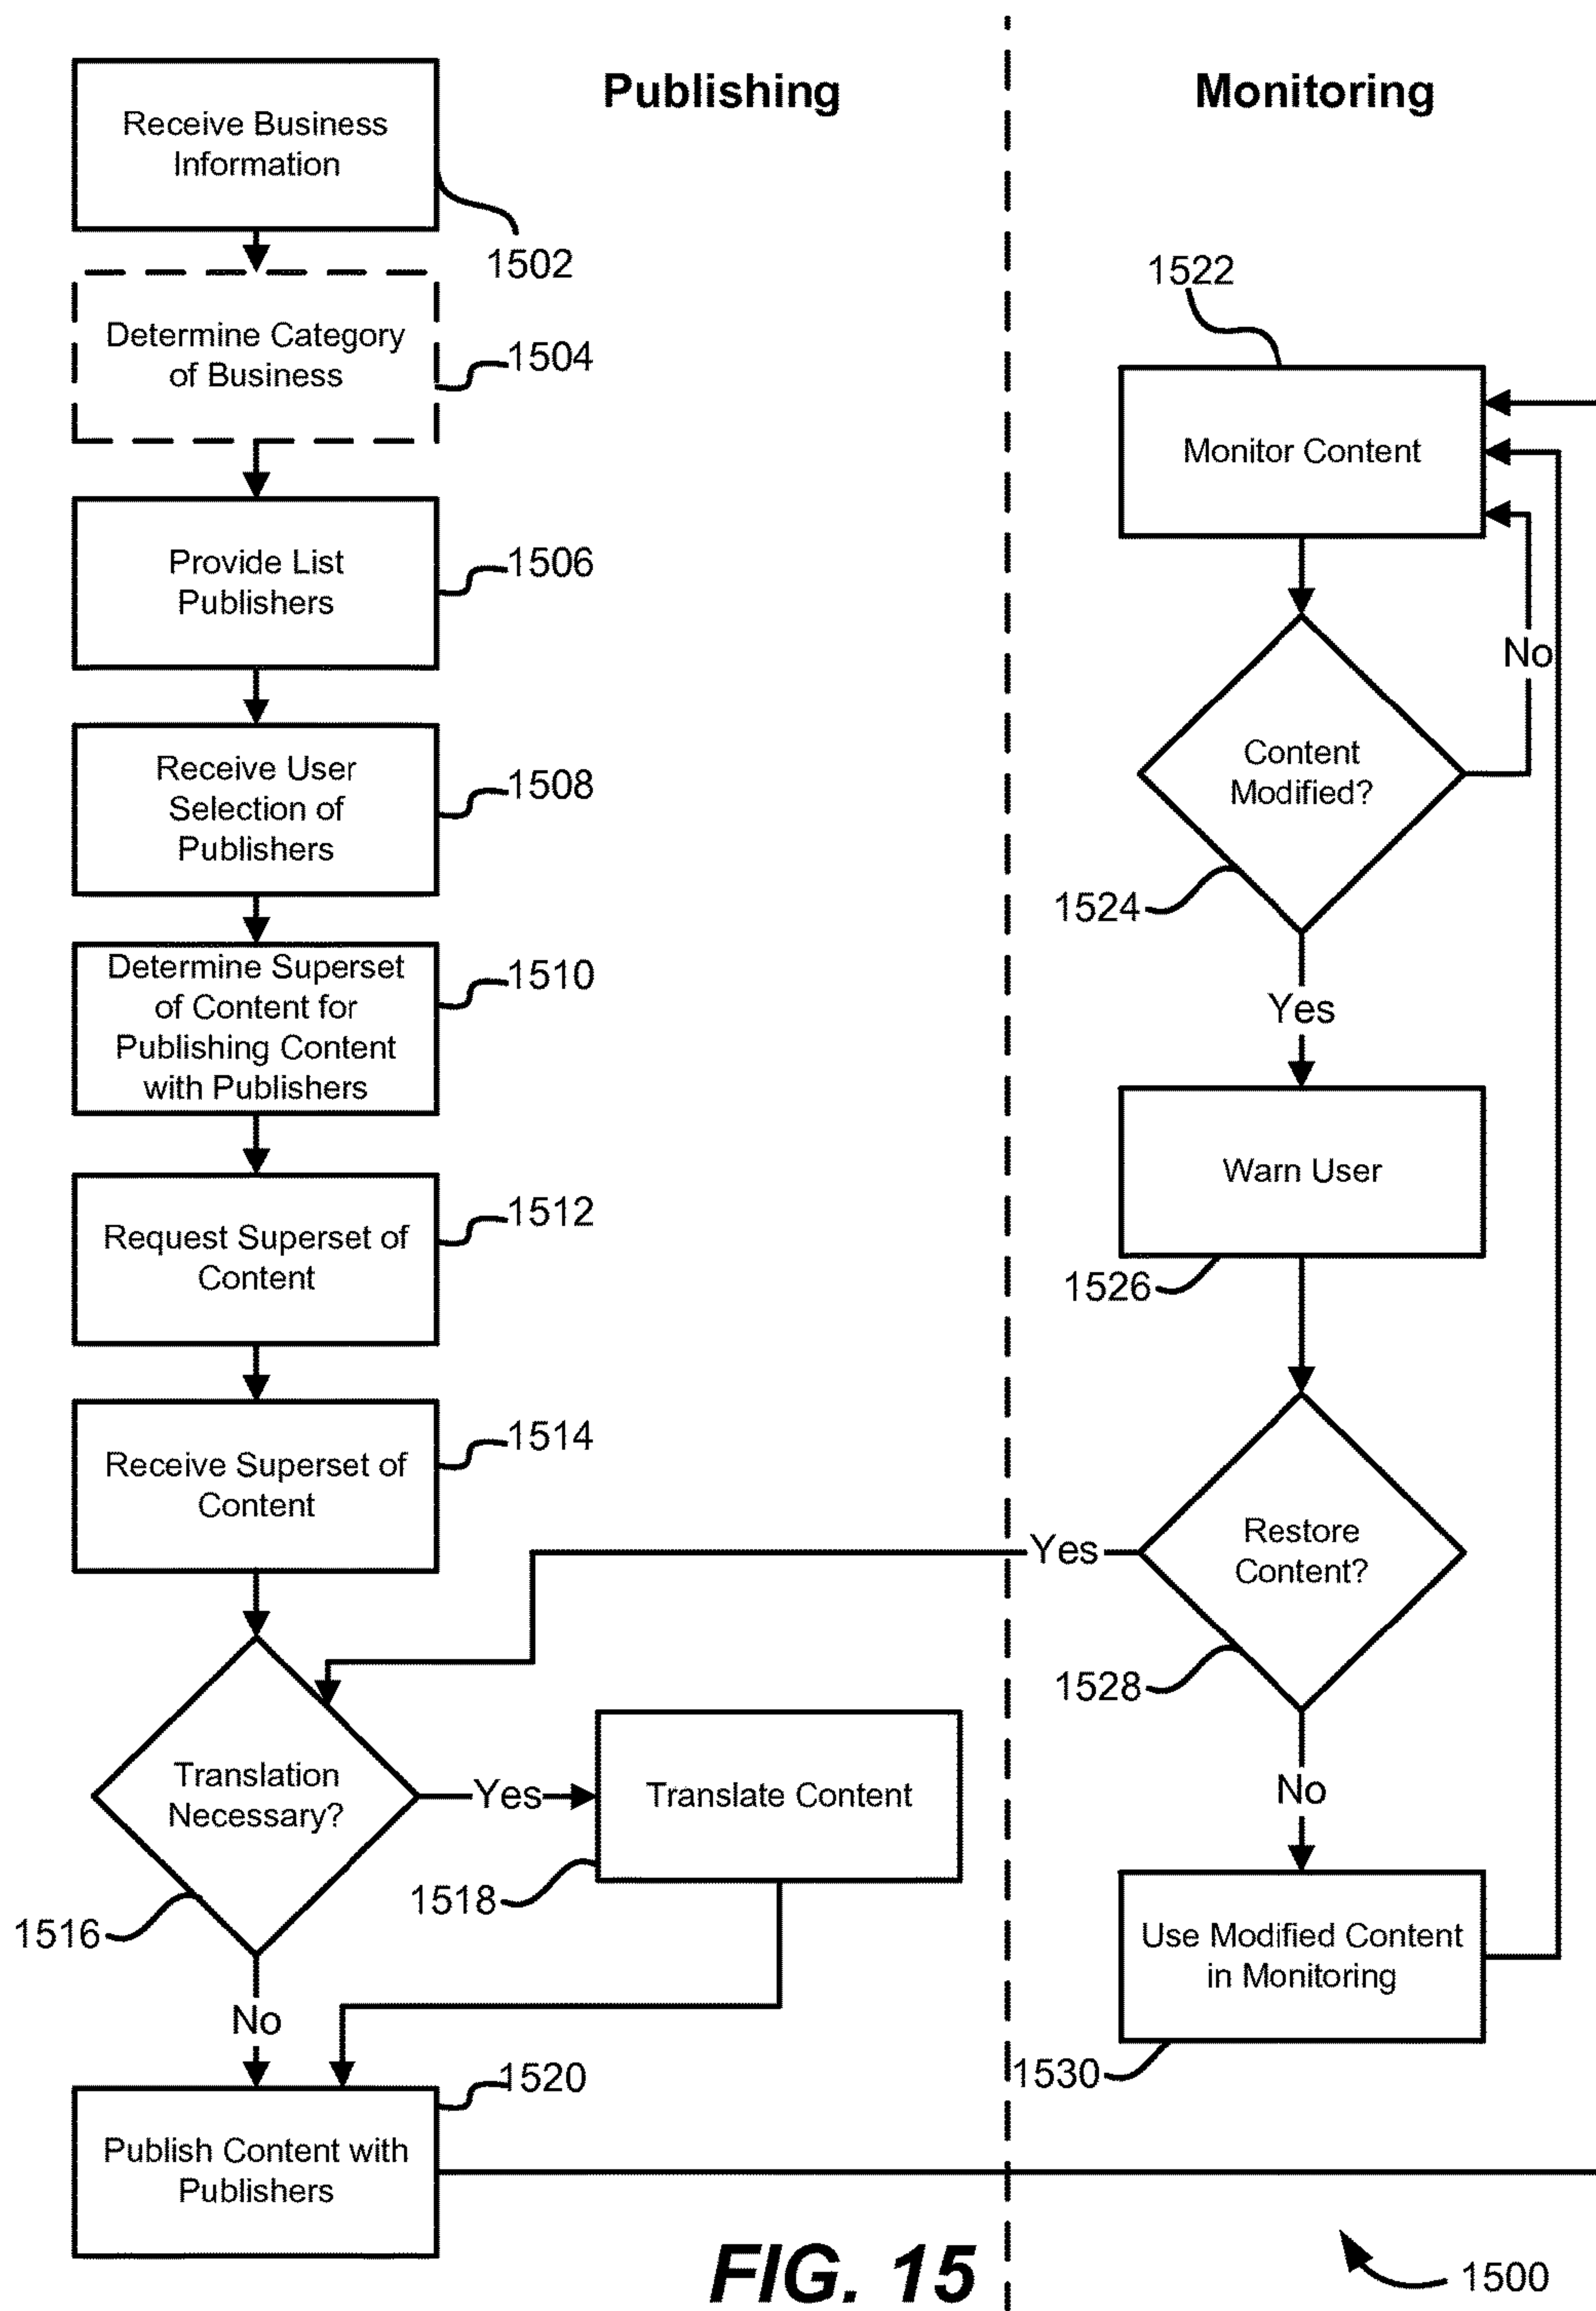 Publishing
Receive Business
Information
1502
Determine Category
of Business
1504
Provide List
Publishers
1506
Receive User
Selection of
Publishers
1508
Determine Superset
of Content for
Publishing Content
with Publishers
1510
Request Superset of
Content
1512
Receive Superset of
Content
1514
Translation
Necessary?
1516
Yes
Translate Content
1518
No
Publish Content with
Publishers
1520
Monitoring
1522
Monitor Content
Content
Modified?
No
1524
Yes
Warn User
1526
Restore
Content?
Yes
1528
No
Use Modified Content
in Monitoring
1530
FIG. 15
1500